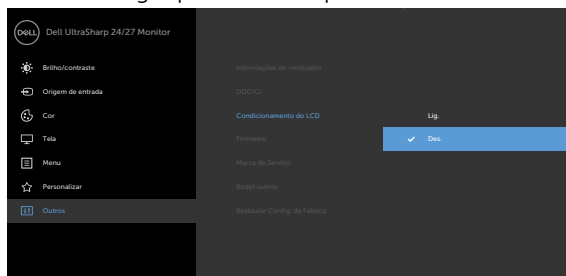 DELL Dell UltraSharp 24/27 Monitor
Brilho/contraste
Informações do mostrador
Origem de entrada
DDC/CI
Cor
Condicionamento do LCD
Lig.
Tela
Firmware
Des.
Menu
Marca de Serviço
Personalizar
Redef outros
Outros
Restaurar Config. de Fábrica